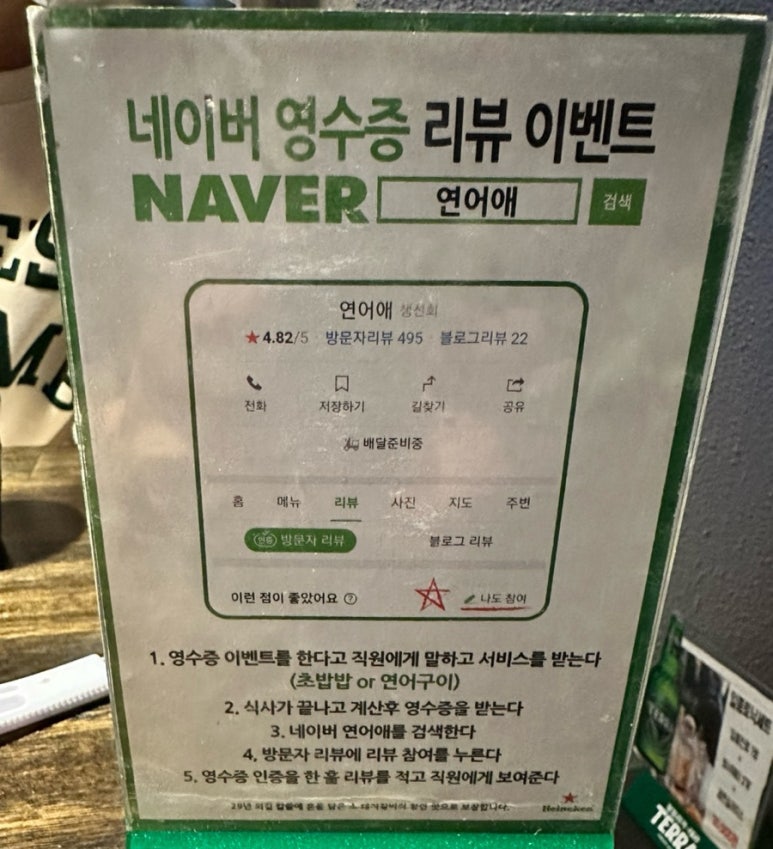 네이버 영수증 리뷰 이벤트
NAVER 연어애 검색
연어애 생선회
★4.82/5 방문자리뷰 495 블로그리뷰 22
전화 저장하기 길찾기 공유
배달준비중
홈 메뉴 리뷰 사진 지도 주변
인증 방문자 리뷰 블로그 리뷰
이런 점이 좋았어요 ? 나도 참여
1. 영수증 이벤트를 한다고 직원에게 말하고 서비스를 받는다
(초밥밥 or 연어구이)
2. 식사가 끝나고 계산후 영수증을 받는다
3. 네이버 연어애를 검색한다
4. 방문자 리뷰에 리뷰 참여를 누른다
5. 영수증 인증을 한 훌 리뷰를 적고 직원에게 보여준다
Heineken
TERRA